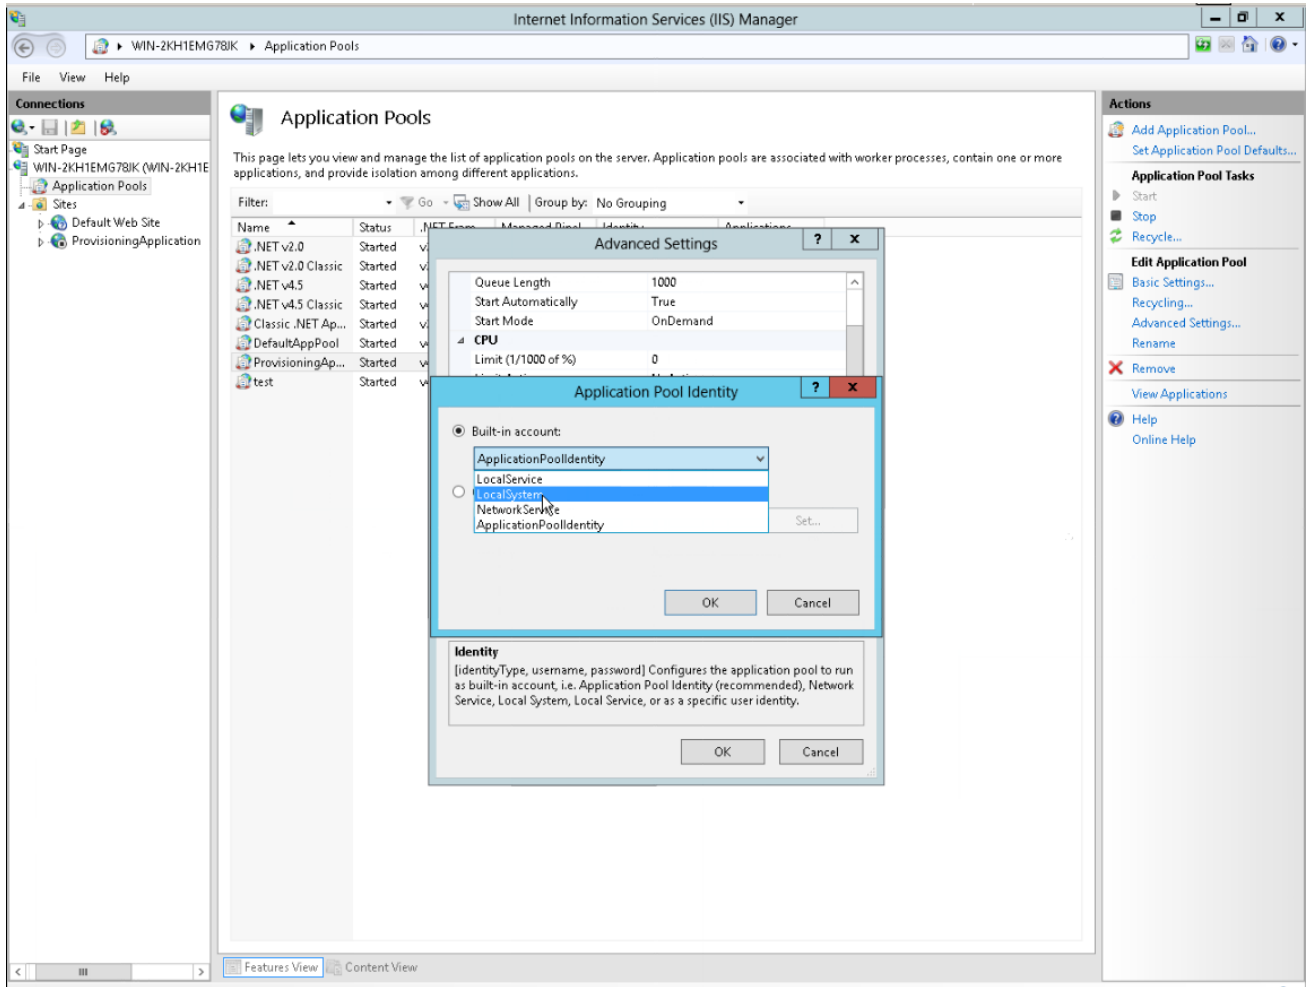 Internet Information Services (IIS) Manager
WIN-2KH1EMG78JK
Application Pools
File View Help
Connections
Start Page
WIN-2KH1EMG78JK (WIN-2KH1E
Application Pools
Sites
Default Web Site
ProvisioningApplication
Application Pools
This page lets you view and manage the list of application pools on the server. Application pools are associated with worker processes, contain one or more
applications, and provide isolation among different applications.
Filter: Go Show All Group by: No Grouping
Name Status .NET Fram Managed Pipel Identity Applications
.NET v2.0 Started
.NET v2.0 Classic Started
.NET v4.5 Started
.NET v4.5 Classic Started
Classic .NET Ap... Started
DefaultAppPool Started
ProvisioningAp... Started
test Started
Advanced Settings
Queue Length 1000
Start Automatically True
Start Mode OnDemand
CPU
Limit (1/1000 of %) 0
Application Pool Identity
Built-in account:
ApplicationPoolIdentity
LocalService
LocalSystem
NetworkService
ApplicationPoolIdentity
Set...
OK Cancel
Identity
[identityType, username, password] Configures the application pool to run
as built-in account, i.e. Application Pool Identity (recommended), Network
Service, Local System, Local Service, or as a specific user identity.
OK Cancel
Features View Content View
Actions
Add Application Pool...
Set Application Pool Defaults...
Application Pool Tasks
Start
Stop
Recycle...
Edit Application Pool
Basic Settings...
Recycling...
Advanced Settings...
Rename
Remove
View Applications
Help
Online Help